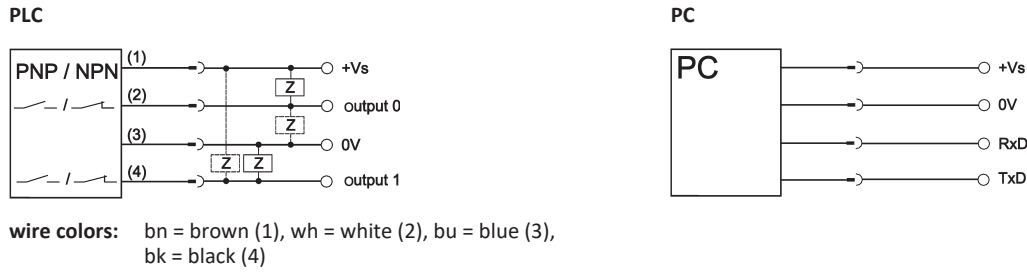 PLC
PNP / NPN
/
/
(1)
(2)
(3)
(4)
Z
Z
Z
Z
+Vs
output 0
0V
output 1
PC
PC
+Vs
0V
RxD
TxD
wire colors: bn = brown (1), wh = white (2), bu = blue (3),
bk = black (4)